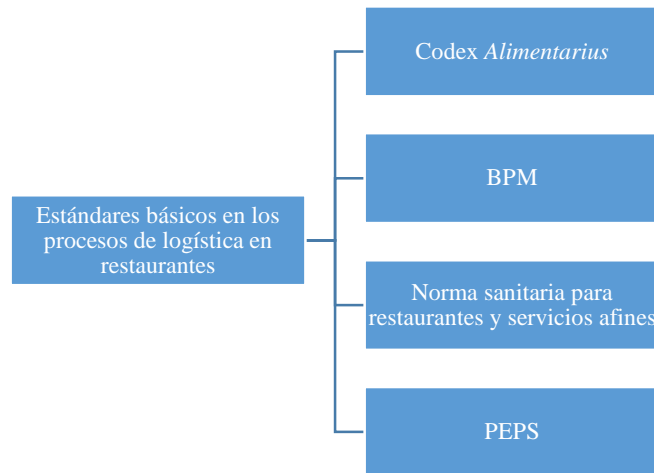 Codex Alimentarius
BPM
Estándares básicos en los
procesos de logística en
restaurantes
Norma sanitaria para
restaurantes y servicios afines
PEPS